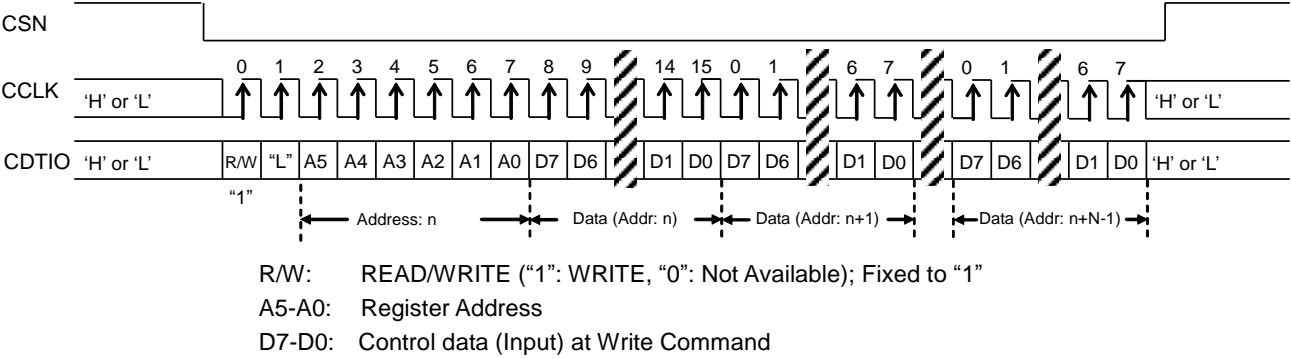 CSN
0 1 2 3 4 5 6 7 8 9 14 15 0 1 6 7 0 1 6 7
CCLK 'H' or 'L' 'H' or 'L'
CDTIO 'H' or 'L' R/W “L” A5 A4 A3 A2 A1 A0 D7 D6 D1 D0 D7 D6 D1 D0 D7 D6 D1 D0 'H' or 'L'
“1”
Address: n Data (Addr: n) Data (Addr: n+1) Data (Addr: n+N-1)
R/W: READ/WRITE (“1”: WRITE, “0”: Not Available); Fixed to “1”
A5-A0: Register Address
D7-D0: Control data (Input) at Write Command